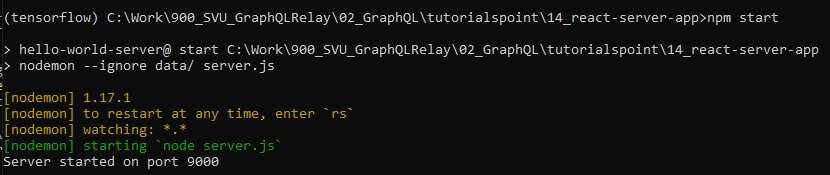 (tensorflow) C:\Work\900_SVU_GraphQLRelay\02_GraphQL\tutorialspoint\14_react-server-app>npm start
> hello-world-server@ start C:\Work\900_SVU_GraphQLRelay\02_GraphQL\tutorialspoint\14_react-server-app
> nodemon --ignore data/ server.js
[nodemon] 1.17.1
[nodemon] to restart at any time, enter `rs`
[nodemon] watching: *.*
[nodemon] starting `node server.js`
Server started on port 9000